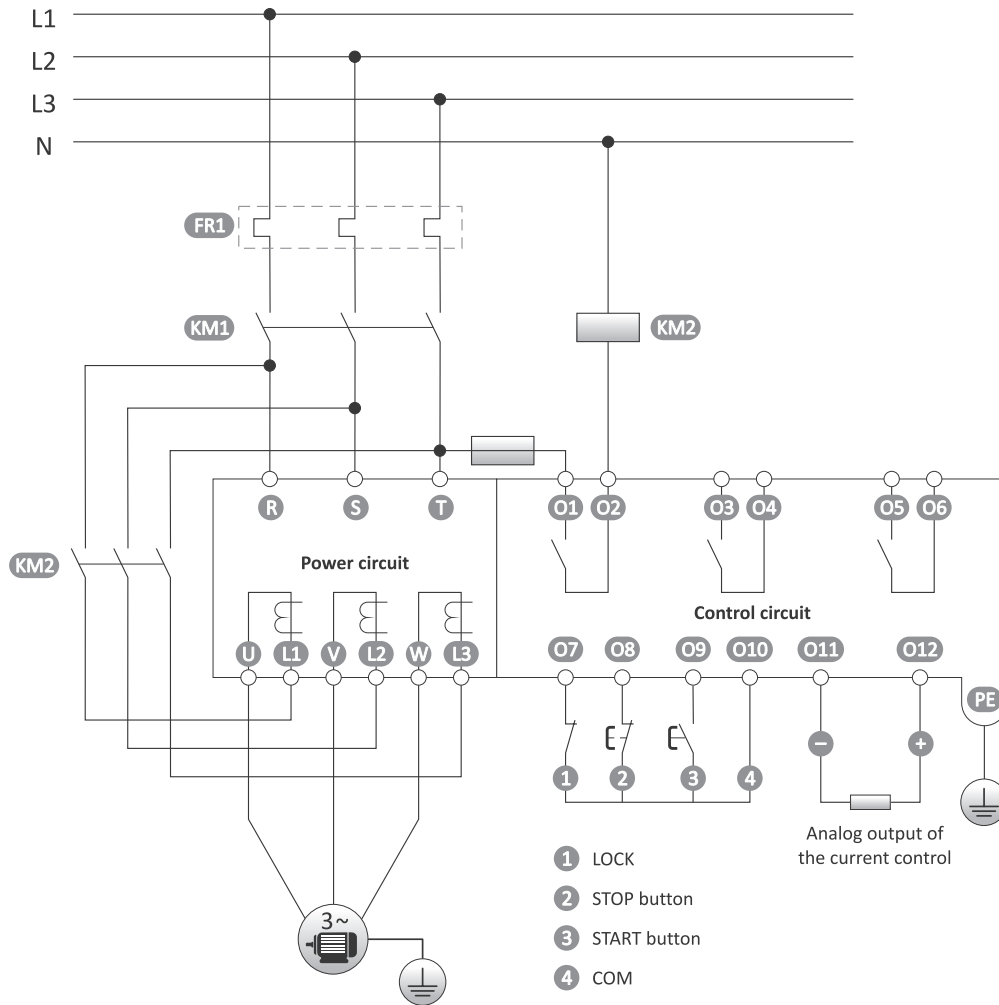 L1
L2
L3
N
FR1
KM1
KM2
R S T O1 O2 O3 O4 O5 O6
KM2
Power circuit
Control circuit
U L1 V L2 W L3 O7 O8 O9 O10 O11 O12
PE
− +
1 2 3 4
Analog output of
the current control
1 LOCK
2 STOP button
3 START button
4 COM
3~